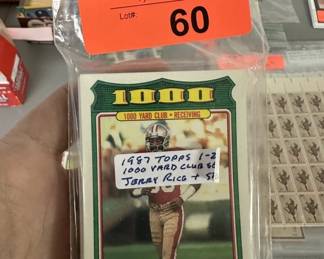 Lot#:
60
1000
1000 YARD CLUB • RECEIVING
1987 TOPPS 1-2
1000 YARD CLUB
JERRY RICE +